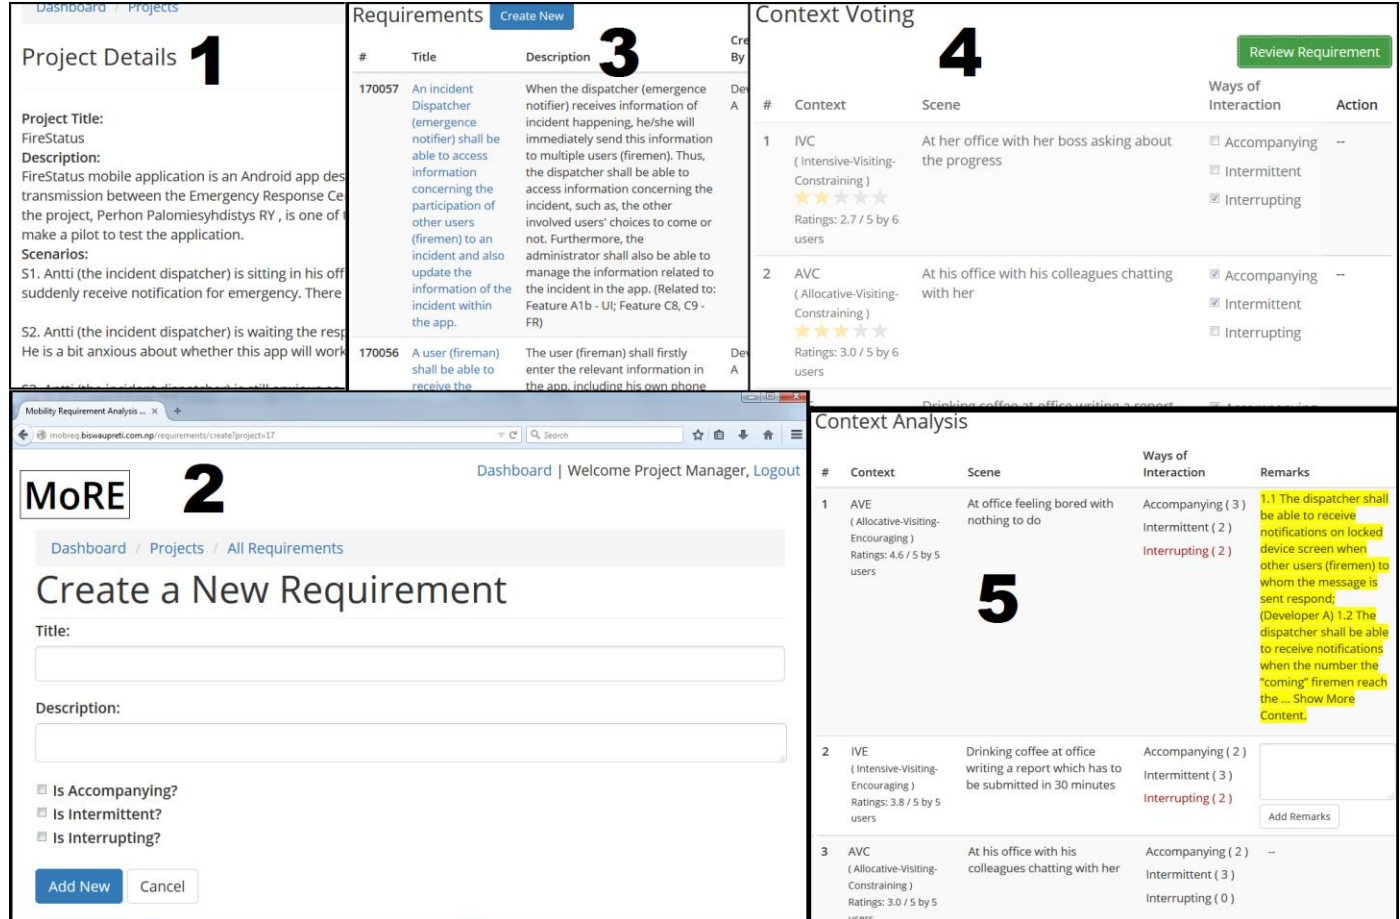 Dashboard / Projects
Project Details
1
Project Title:
FireStatus
Description:
FireStatus mobile application is an Android app des
transmission between the Emergency Response Ce
the project, Perhon Palomiesyhdistys RY , is one of
make a pilot to test the application.
Scenarios:
S1. Antti (the incident dispatcher) is sitting in his off
suddenly receive notification for emergency. There
S2. Antti (the incident dispatcher) is waiting the resp
He is a bit anxious about whether this app will work
Requirements Create New
3
# Title Description Cre
By
170057 An incident
Dispatcher
(emergence
notifier) shall be
able to access
information
concerning the
participation of
other users
(firemen) to an
incident and also
update the
information of the
incident within
the app.
When the dispatcher (emergence
notifier) receives information of
incident happening, he/she will
immediately send this information
to multiple users (firemen). Thus,
the dispatcher shall be able to
access information concerning the
incident, such as, the other
involved users' choices to come or
not. Furthermore, the
administrator shall also be able to
manage the information related to
the incident in the app. (Related to:
Feature A1b - UI; Feature C8, C9 -
FR)
Dev
A
170056 A user (fireman)
shall be able to
receive the
The user (fireman) shall firstly
enter the relevant information in
the app, including his own phone
Dev
A
Context Voting
4
Review Requirement
# Context Scene Ways of
Interaction Action
1 IVC
( Intensive-Visiting-
Constraining )
Ratings: 2.7 / 5 by 6
users
At her office with her boss asking about
the progress
Accompanying
Intermittent
Interrupting
--
2 AVC
( Allocative-Visiting-
Constraining )
Ratings: 3.0 / 5 by 6
users
At his office with his colleagues chatting
with her
Accompanying
Intermittent
Interrupting
--
Drinking coffee at office writing a report
Mobility Requirement Analysis ... × +
mobreq.biswaupreti.com.np/requirements/create?project=17
Search
Dashboard | Welcome Project Manager, Logout
MoRE
2
Dashboard / Projects / All Requirements
Create a New Requirement
Title:
Description:
Is Accompanying?
Is Intermittent?
Is Interrupting?
Add New Cancel
Context Analysis
5
# Context Scene Ways of
Interaction Remarks
1 AVE
( Allocative-Visiting-
Encouraging )
Ratings: 4.6 / 5 by 5
users
At office feeling bored with
nothing to do
Accompanying ( 3 )
Intermittent ( 2 )
Interrupting ( 2 )
1.1 The dispatcher shall
be able to receive
notifications on locked
device screen when
other users (firemen) to
whom the message is
sent respond;
(Developer A) 1.2 The
dispatcher shall be able
to receive notifications
when the number the
“coming” firemen reach
the ... Show More
Content.
2 IVE
( Intensive-Visiting-
Encouraging )
Ratings: 3.8 / 5 by 5
users
Drinking coffee at office
writing a report which has to
be submitted in 30 minutes
Accompanying ( 2 )
Intermittent ( 3 )
Interrupting ( 2 )
Add Remarks
3 AVC
( Allocative-Visiting-
Constraining )
Ratings: 3.0 / 5 by 5
users
At his office with his
colleagues chatting with her
Accompanying ( 2 )
Intermittent ( 3 )
Interrupting ( 0 )
--